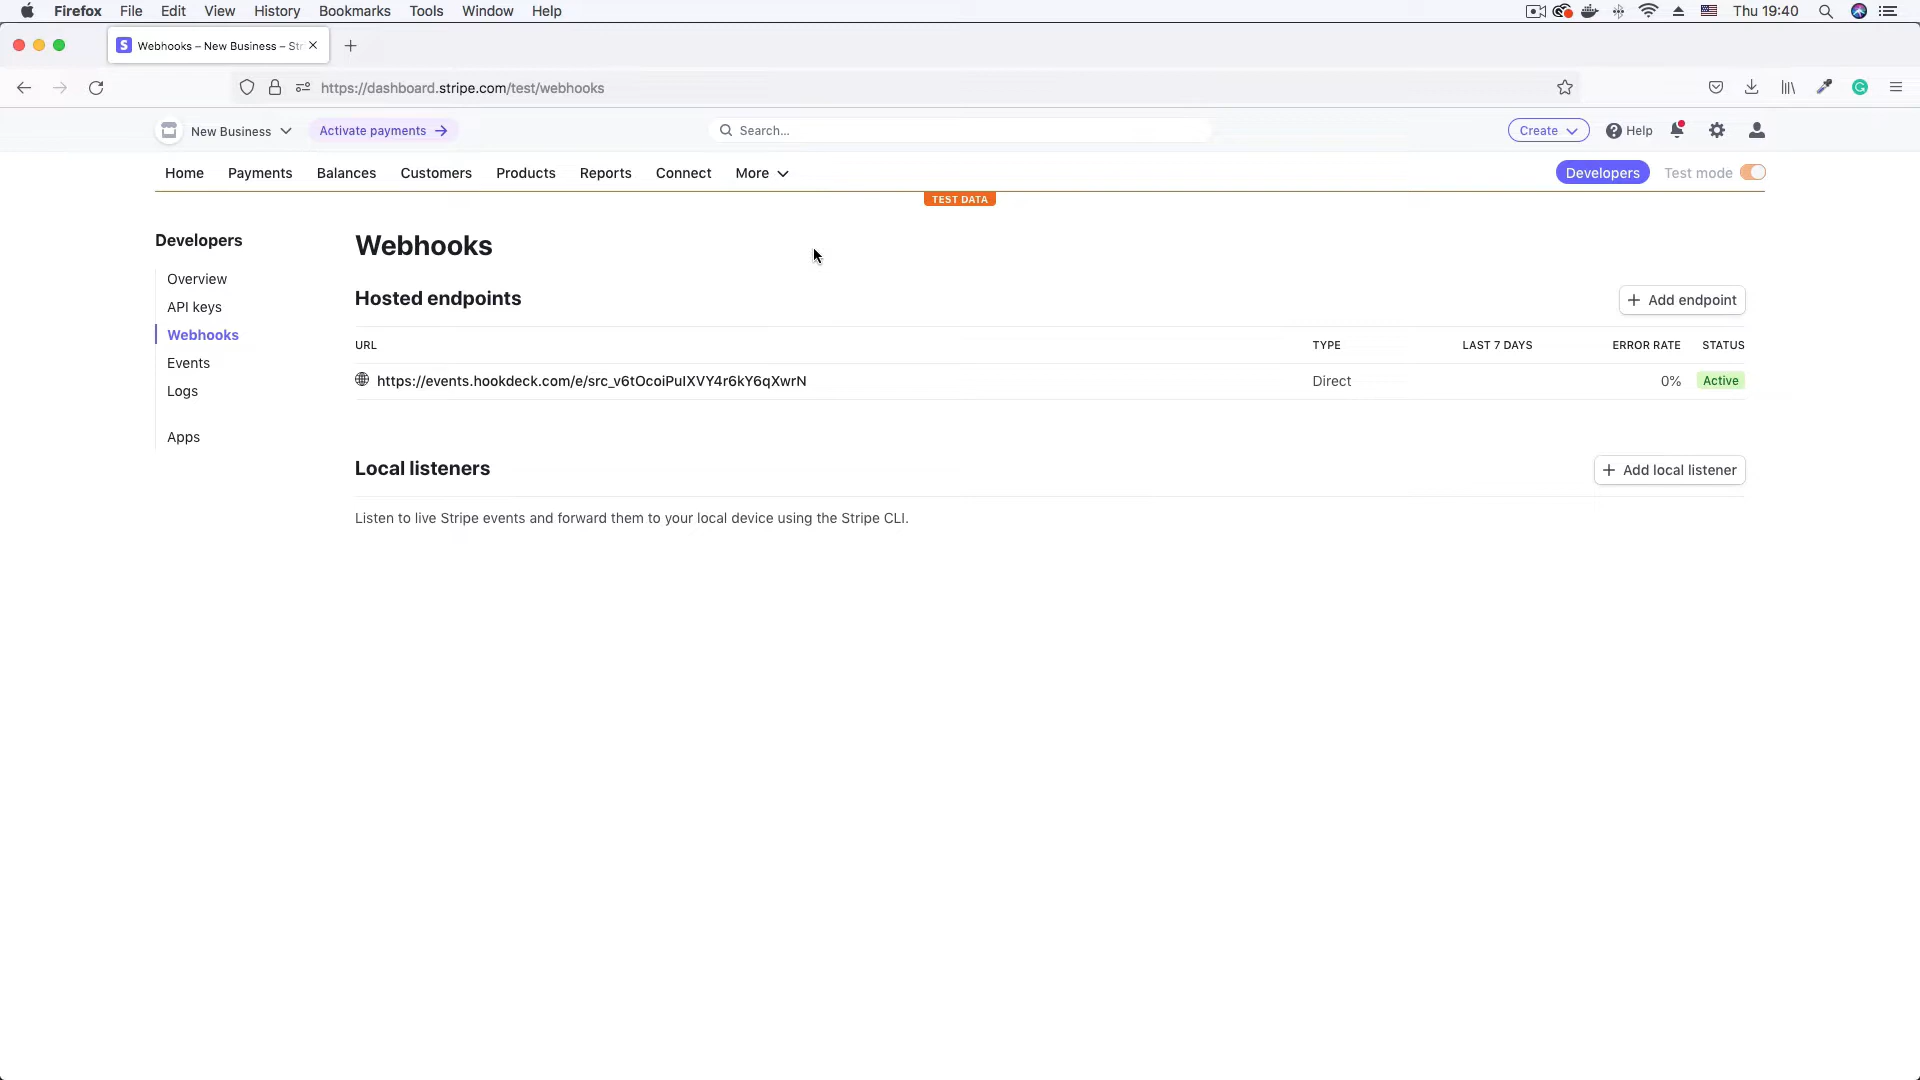 Firefox File Edit View History Bookmarks Tools Window Help Thu 19:40
Webhooks – New Business – Str
https://dashboard.stripe.com/test/webhooks
New Business Activate payments Search... Create Help
Home Payments Balances Customers Products Reports Connect More Developers Test mode
TEST DATA
Developers
Overview
API keys
Webhooks
Events
Logs
Apps
Webhooks
Hosted endpoints
Add endpoint
URL TYPE LAST 7 DAYS ERROR RATE STATUS
https://events.hookdeck.com/e/src_v6tOcoiPuIXVY4r6kY6qXwrN Direct 0% Active
Local listeners
Add local listener
Listen to live Stripe events and forward them to your local device using the Stripe CLI.